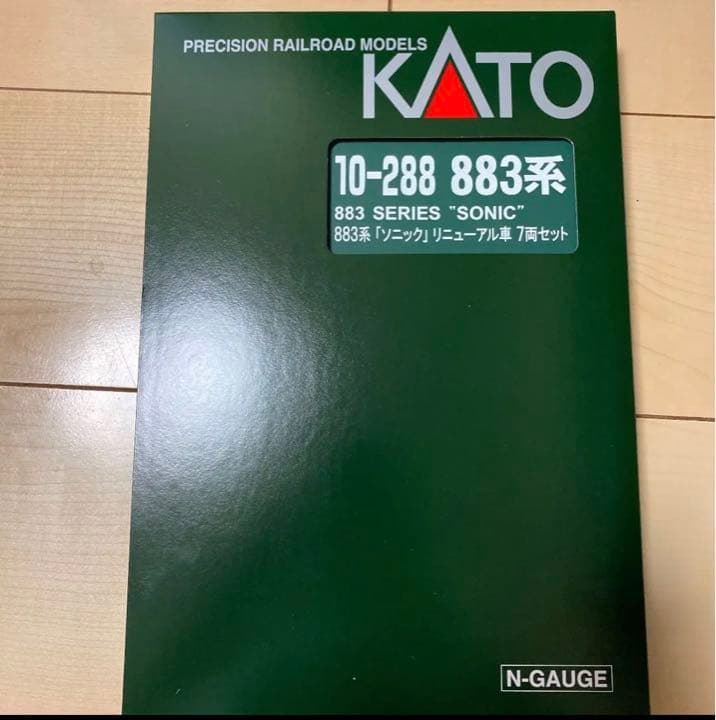 PRECISION RAILROAD MODELS
KATO
10-288 883系
883 SERIES "SONIC"
883系「ソニック」リニューアル車 7両セット
N-GAUGE